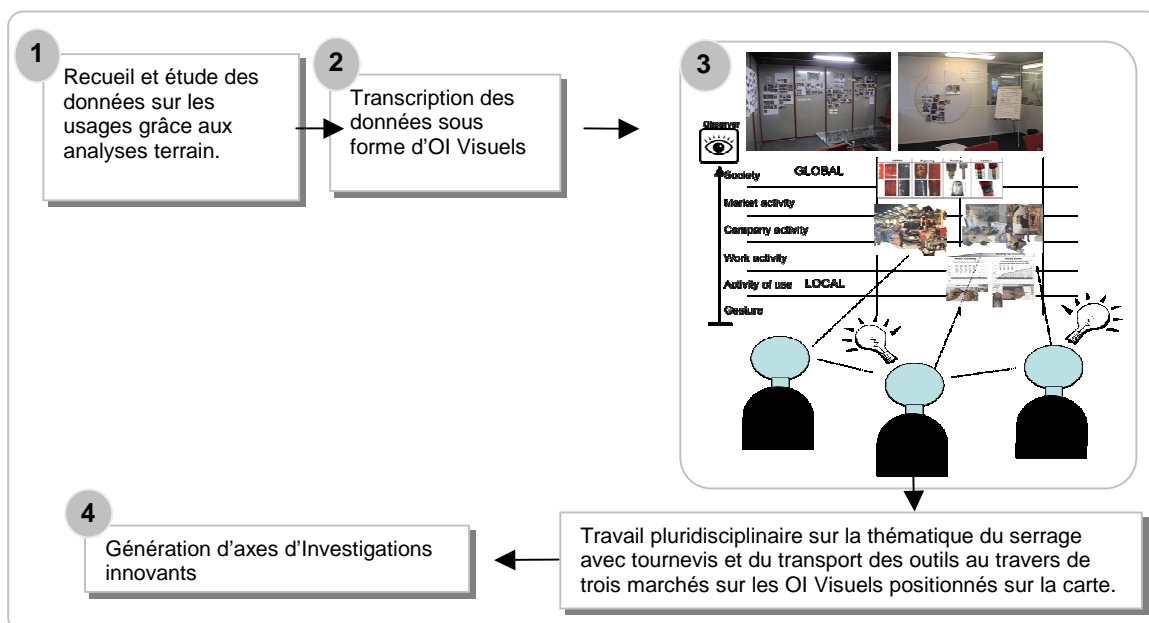 1
Recueil et étude des
données sur les
usages grâce aux
analyses terrain.
2
Transcription des
données sous
forme d'OI Visuels
3
Observer
Society GLOBAL
Market activity
Company activity
Work activity
Activity of use LOCAL
Gesture
Travail pluridisciplinaire sur la thématique du serrage
avec tournevis et du transport des outils au travers de
trois marchés sur les OI Visuels positionnés sur la carte.
4
Génération d'axes d'Investigations
innovants